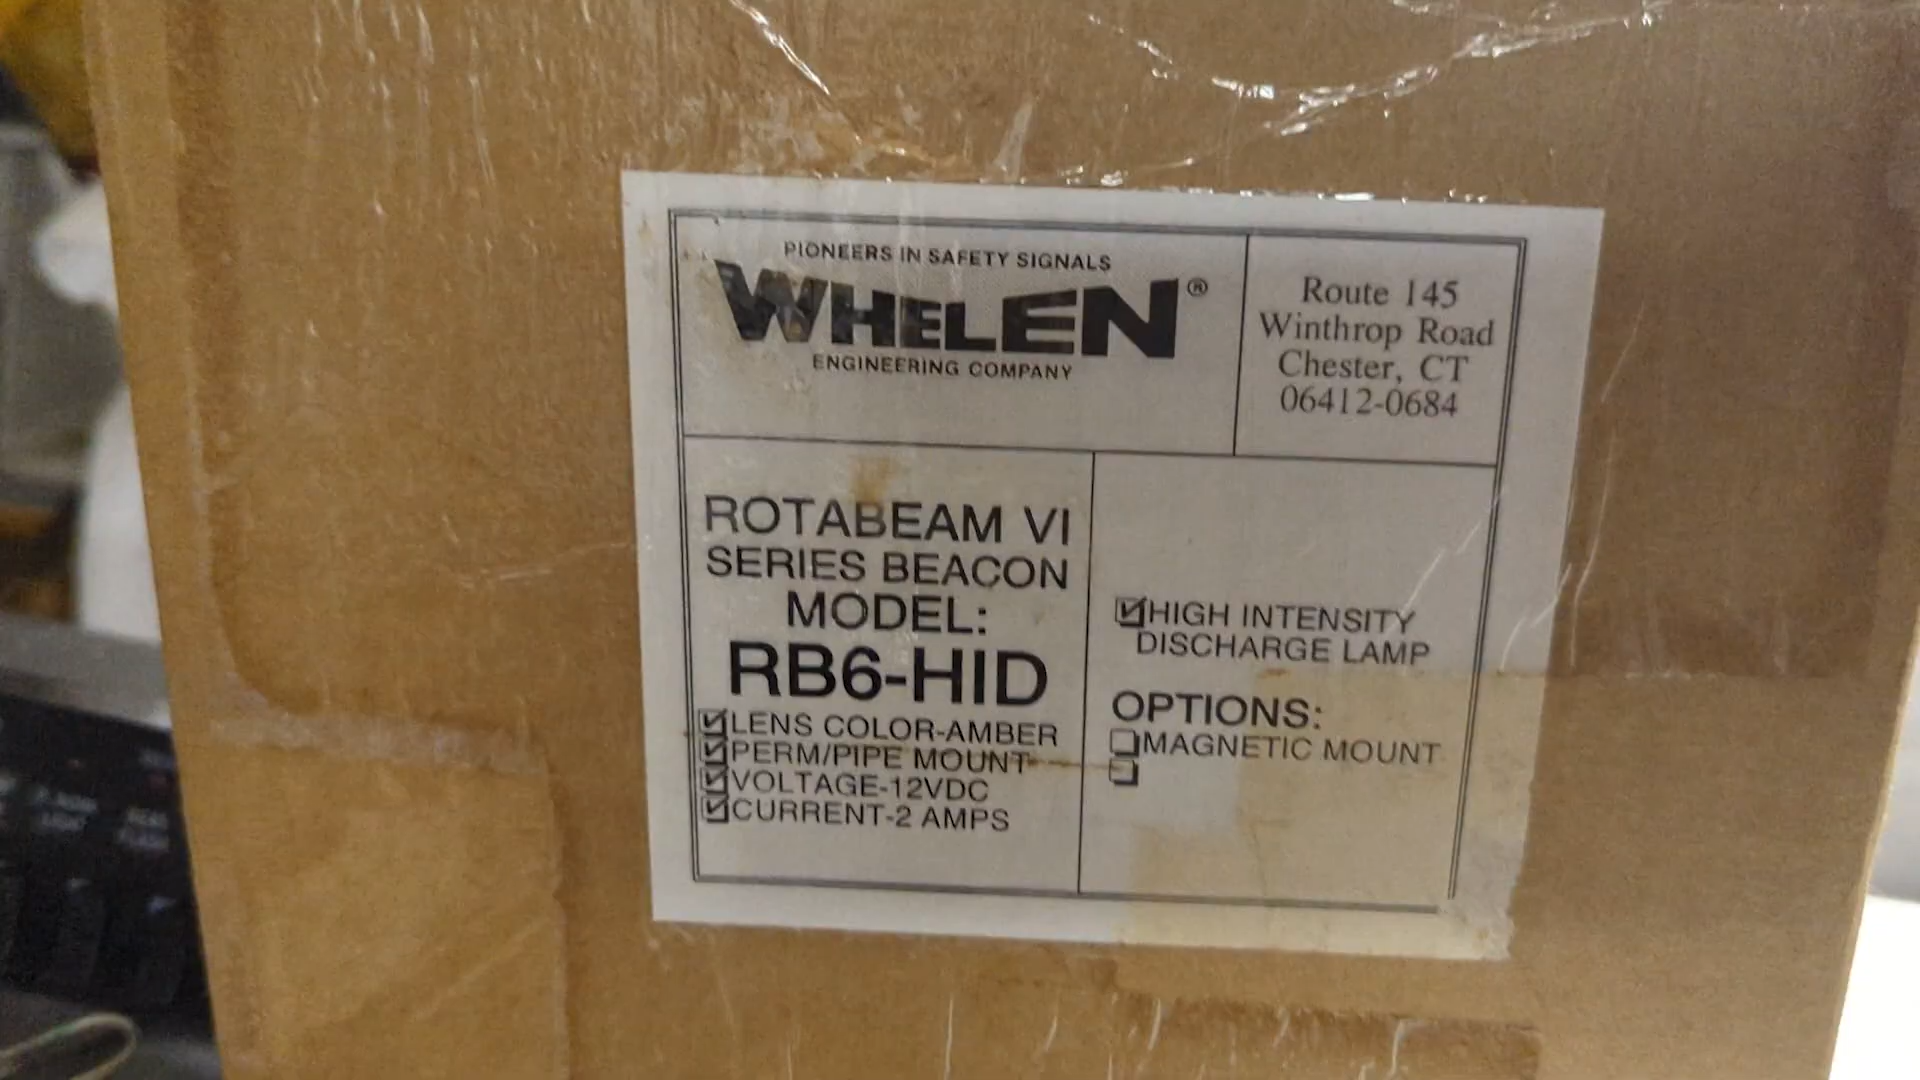 PIONEERS IN SAFETY SIGNALS
WHELEN®
ENGINEERING COMPANY
Route 145
Winthrop Road
Chester, CT
06412-0684
ROTABEAM VI
SERIES BEACON
MODEL:
RB6-HID
LENS COLOR-AMBER
PERM/PIPE MOUNT
VOLTAGE-12VDC
CURRENT-2 AMPS
HIGH INTENSITY
DISCHARGE LAMP
OPTIONS:
MAGNETIC MOUNT